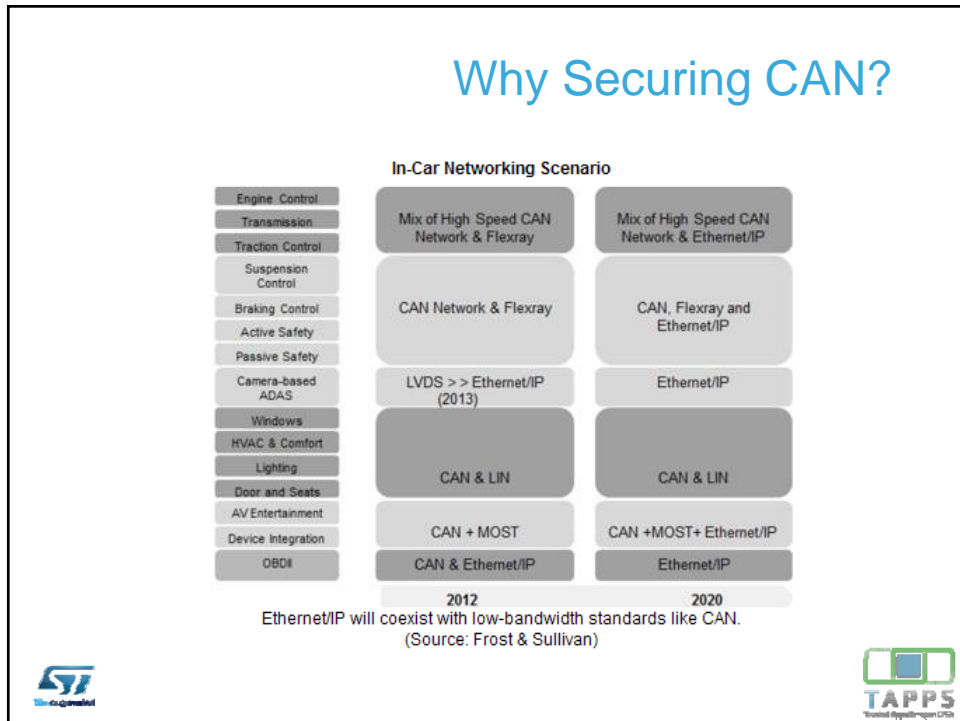 Why Securing CAN?
In-Car Networking Scenario
Engine Control
Transmission
Traction Control
Suspension
Control
Braking Control
Active Safety
Passive Safety
Camera-based
ADAS
Windows
HVAC & Comfort
Lighting
Door and Seats
AV Entertainment
Device Integration
OBDII
Mix of High Speed CAN
Network & Flexray
CAN Network & Flexray
LVDS >> Ethernet/IP
(2013)
CAN & LIN
CAN + MOST
CAN & Ethernet/IP
2012
Mix of High Speed CAN
Network & Ethernet/IP
CAN, Flexray and
Ethernet/IP
Ethernet/IP
CAN & LIN
CAN +MOST+ Ethernet/IP
Ethernet/IP
2020
Ethernet/IP will coexist with low-bandwidth standards like CAN.
(Source: Frost & Sullivan)
ST
TAPPS